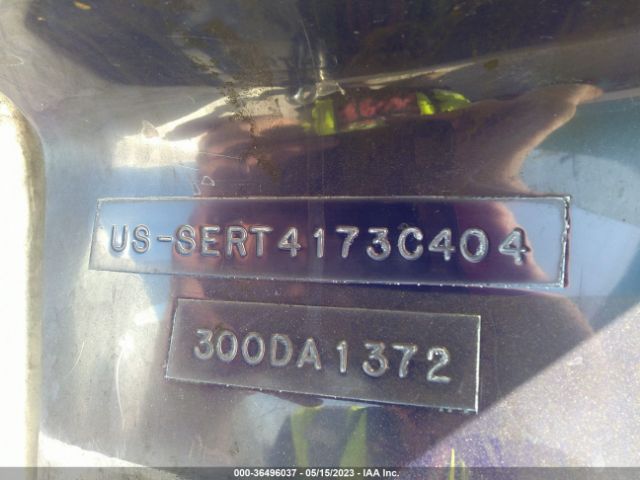 US-SERT4173C404
300DA1372
000-36496037 - 05/15/2023 - IAA Inc.